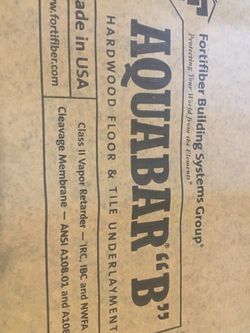 Fortifiber Building Systems Group®
Protecting Your World from the Elements®
AQUABAR® "B"
HARDWOOD FLOOR & TILE UNDERLAYMENT
ade in USA
w.fortifiber.com
Class II Vapor Retarder — IRC, IBC and NWFA
Cleavage Membrane — ANSI A108.01 and A108